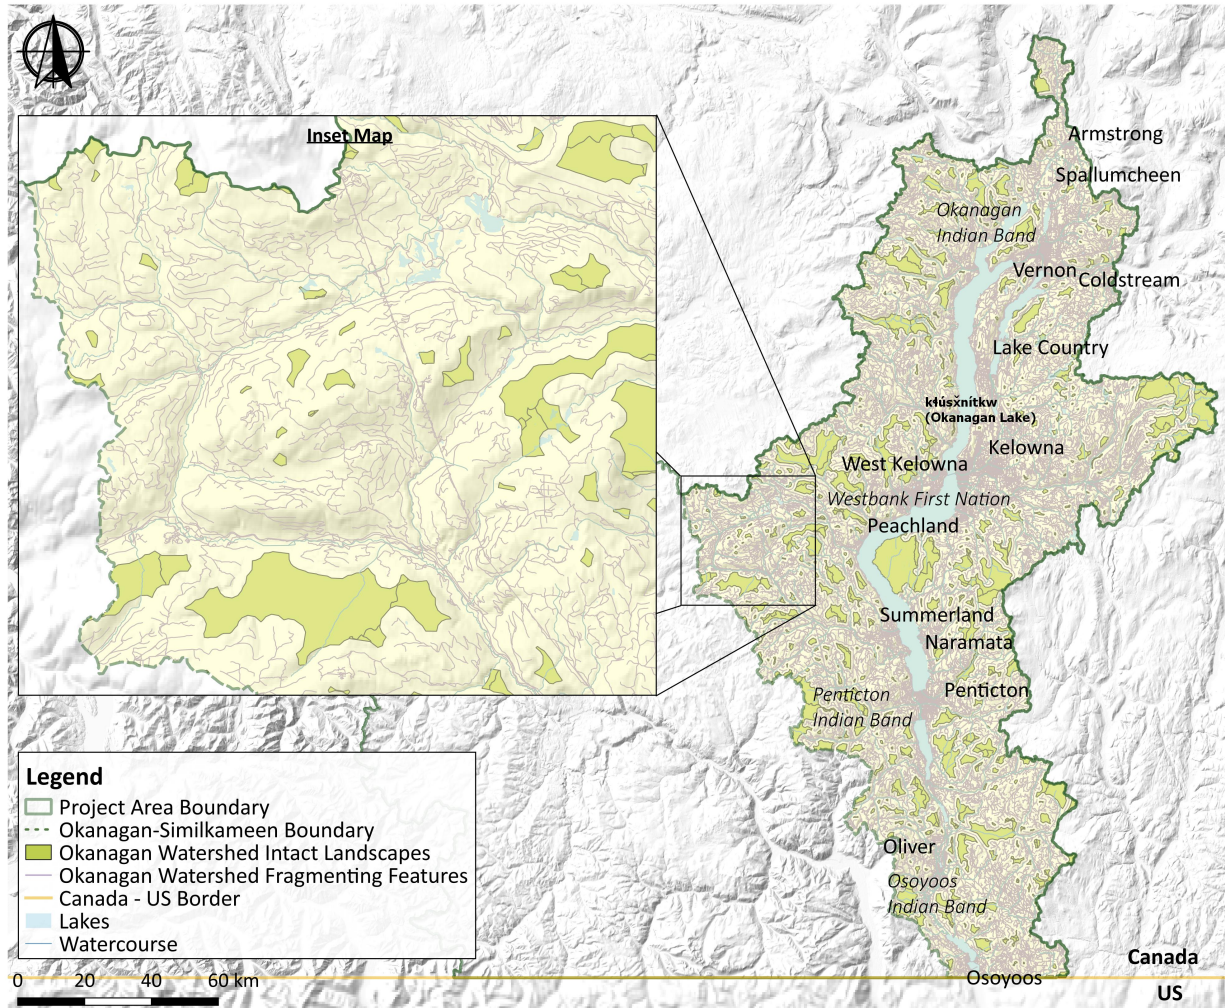 Inset Map
Armstrong
Spallumcheen
Okanagan
Indian Band
Vernon
Coldstream
Lake Country
kłúsx̌nítkw
(Okanagan Lake)
Kelowna
West Kelowna
Westbank First Nation
Peachland
Summerland
Naramata
Penticton
Penticton
Indian Band
Oliver
Osoyoos
Indian Band
Osoyoos
Canada
US
Legend
Project Area Boundary
Okanagan-Similkameen Boundary
Okanagan Watershed Intact Landscapes
Okanagan Watershed Fragmenting Features
Canada - US Border
Lakes
Watercourse
0 20 40 60 km